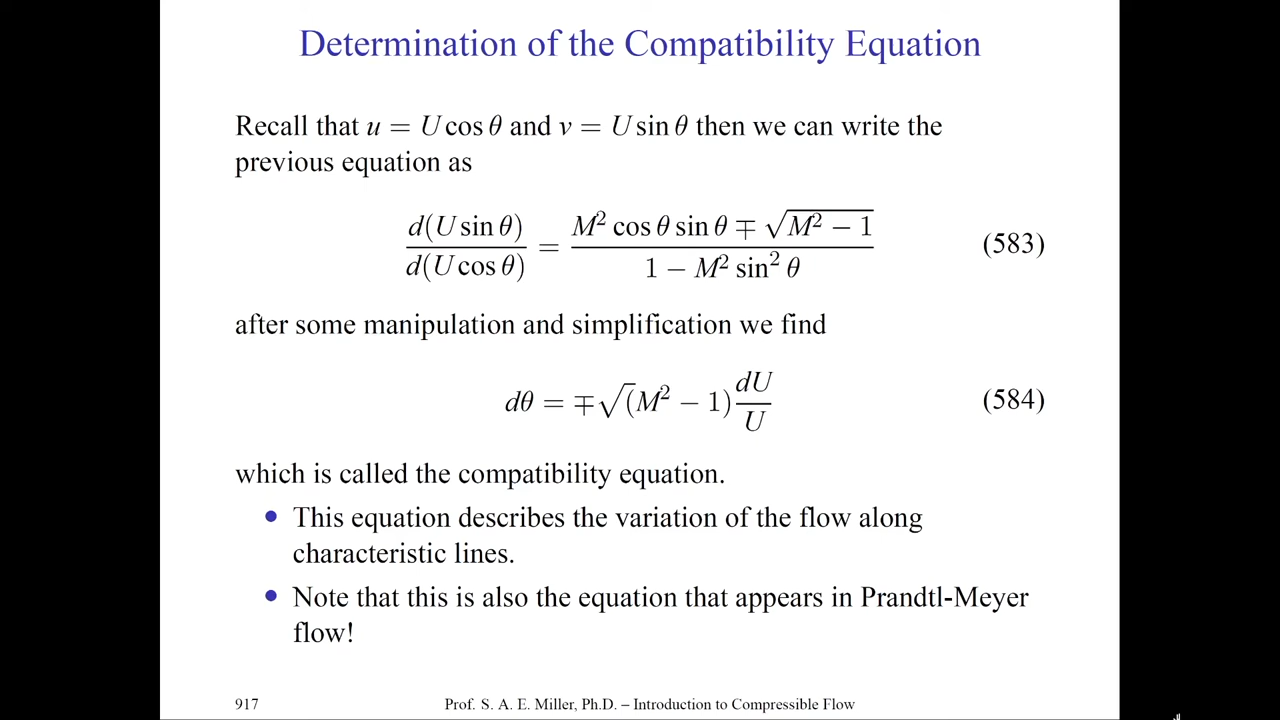 Determination of the Compatibility Equation
Recall that u = U cos θ and v = U sin θ then we can write the
previous equation as
d(U sin θ)/d(U cos θ) = (M² cos θ sin θ ∓ √(M² − 1))/(1 − M² sin² θ) (583)
after some manipulation and simplification we find
dθ = ∓√(M² − 1) dU/U (584)
which is called the compatibility equation.
• This equation describes the variation of the flow along
characteristic lines.
• Note that this is also the equation that appears in Prandtl-Meyer
flow!
917 Prof. S. A. E. Miller, Ph.D. – Introduction to Compressible Flow